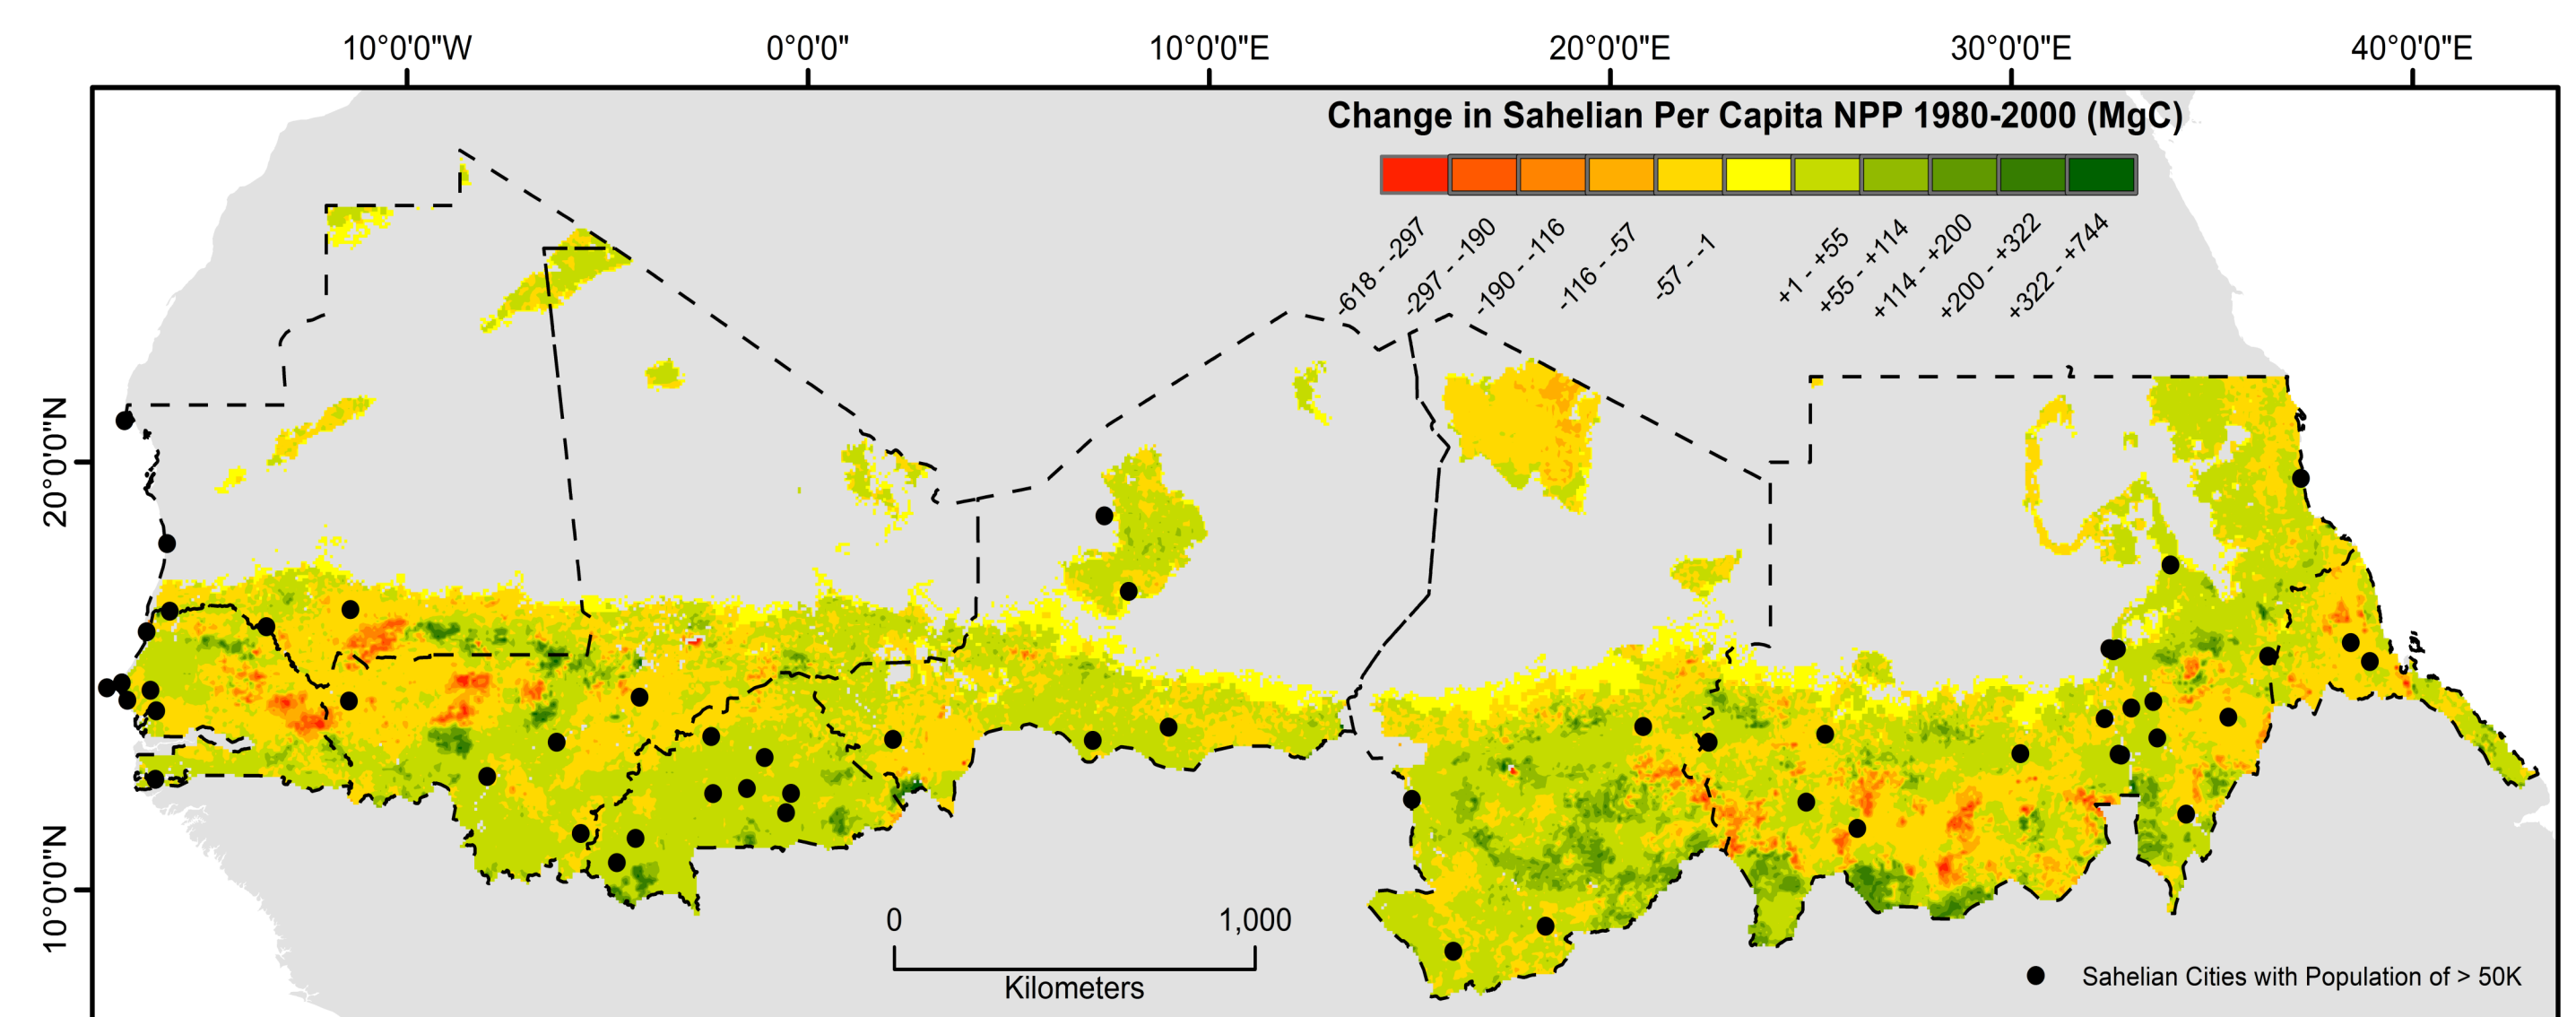 10°0'0"W 0°0'0" 10°0'0"E 20°0'0"E 30°0'0"E 40°0'0"E
Change in Sahelian Per Capita NPP 1980-2000 (MgC)
-618 - -297
-297 - -190
-190 - -116
-116 - -57
-57 - -1
+1 - +55
+55 - +114
+114 - +200
+200 - +322
+322 - +744
20°0'0"N
10°0'0"N
0 1,000
Kilometers
Sahelian Cities with Population of > 50K